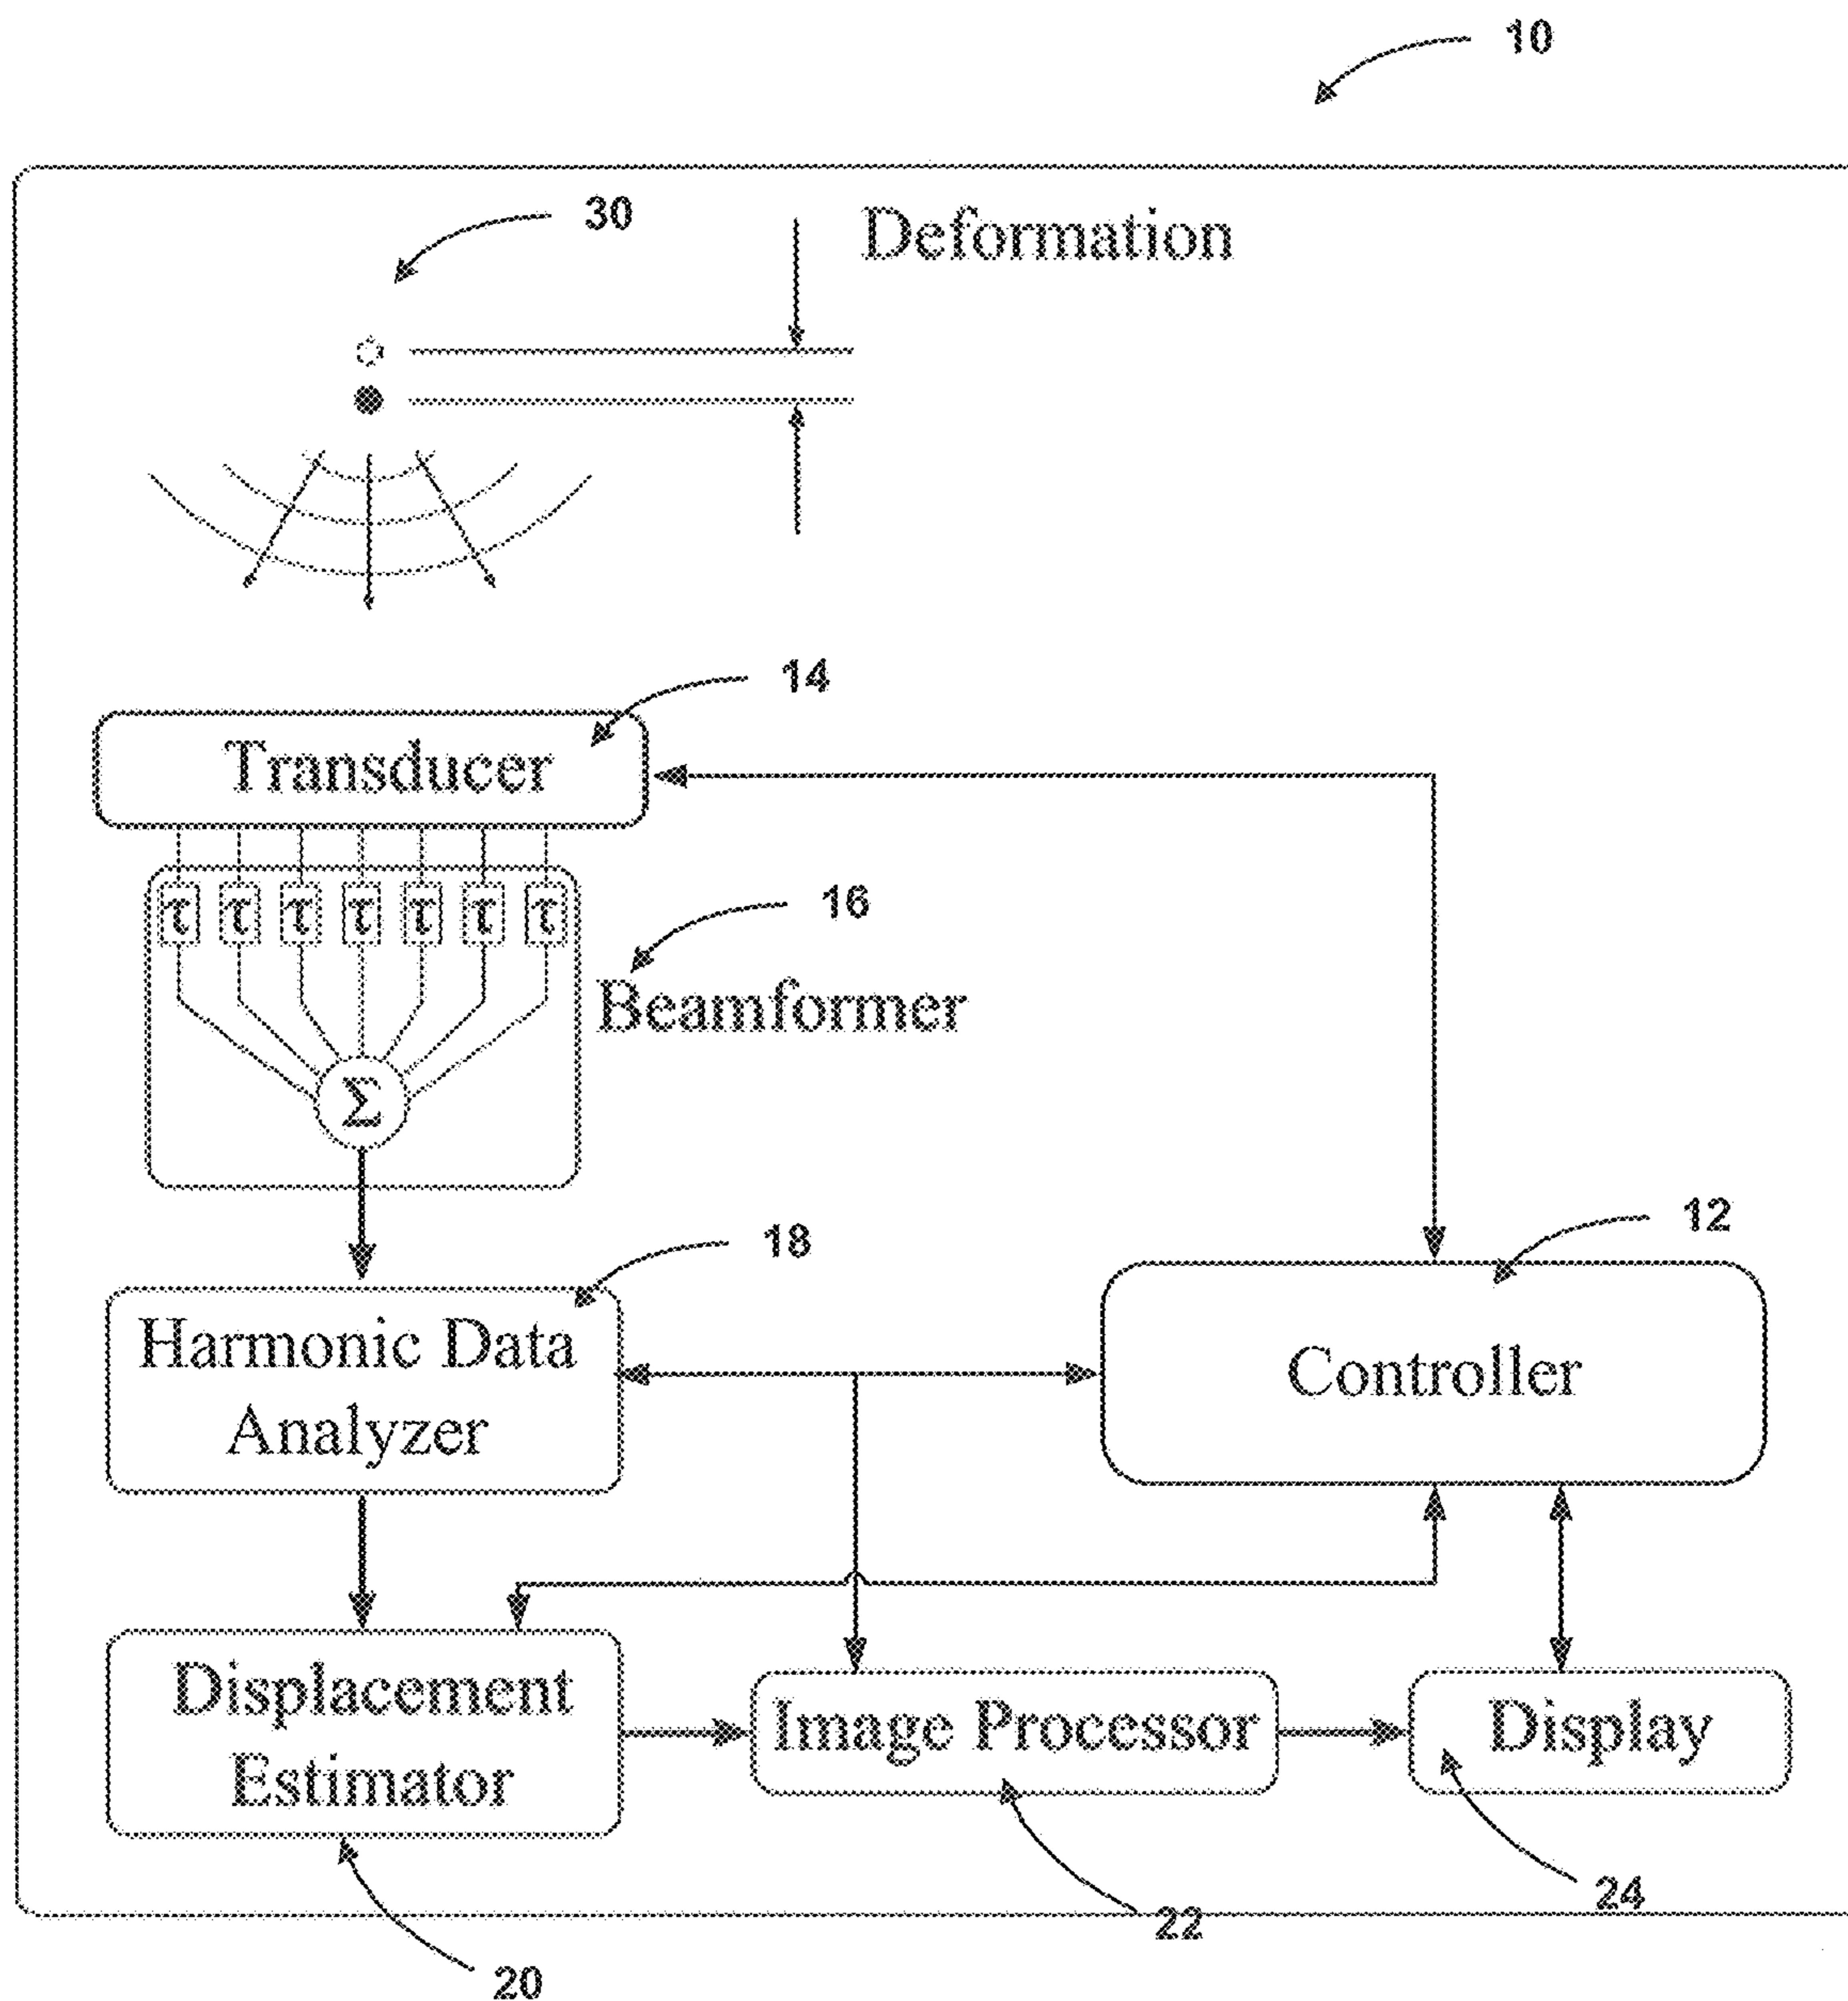 10
30
Deformation
14
Transducer
τ τ τ τ τ τ τ
16
Beamformer
Σ
18
12
Harmonic Data
Analyzer
Controller
Displacement
Estimator
Image Processor
Display
24
22
20